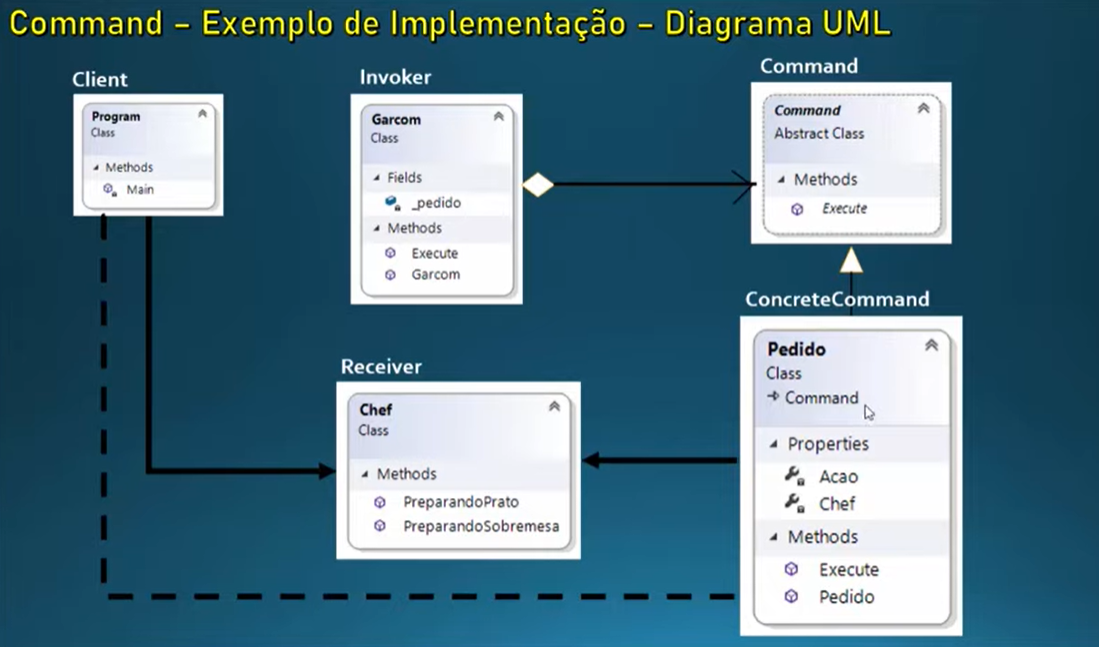 Command – Exemplo de Implementação – Diagrama UML
Client
Program
Class
Methods
Main
Invoker
Garcom
Class
Fields
_pedido
Methods
Execute
Garcom
Command
Command
Abstract Class
Methods
Execute
Receiver
Chef
Class
Methods
PreparandoPrato
PreparandoSobremesa
ConcreteCommand
Pedido
Class
Command
Properties
Acao
Chef
Methods
Execute
Pedido